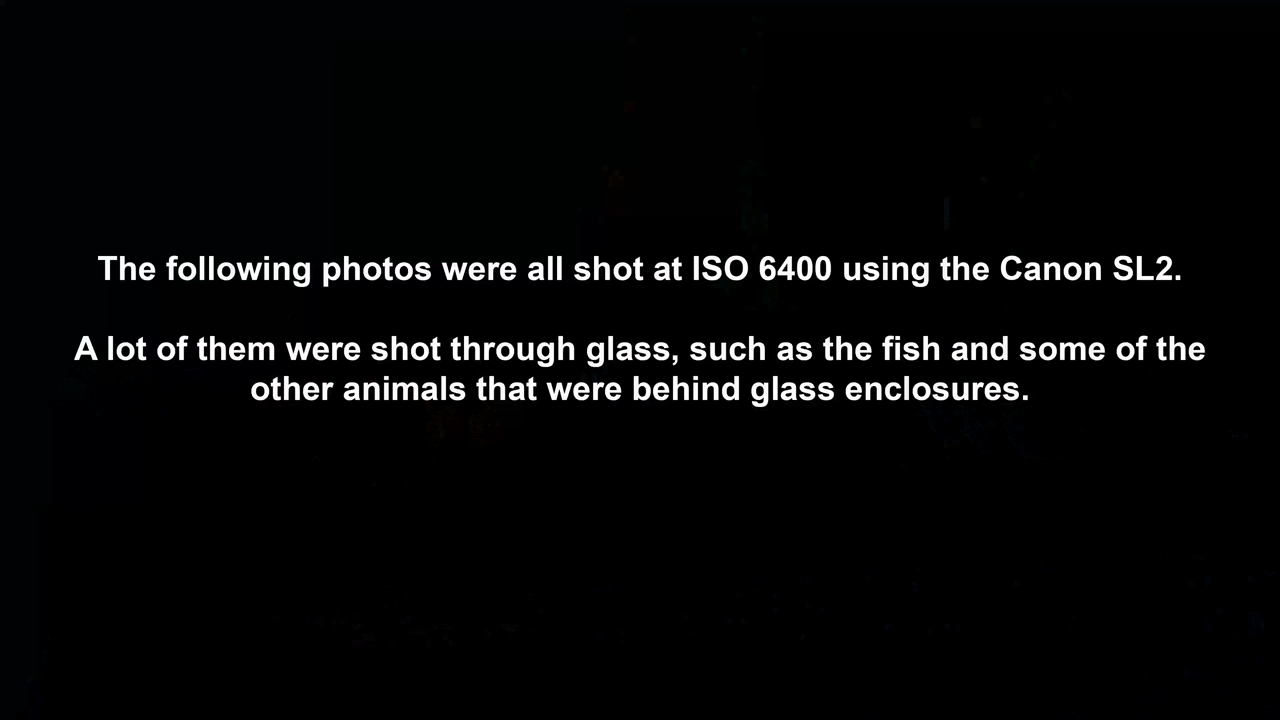 The following photos were all shot at ISO 6400 using the Canon SL2.
A lot of them were shot through glass, such as the fish and some of the
other animals that were behind glass enclosures.